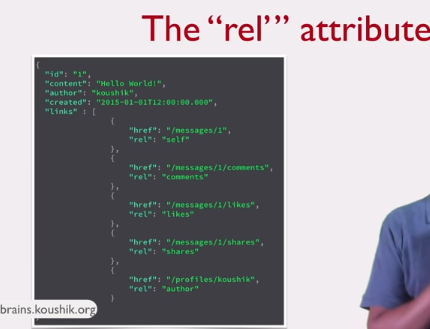 The “rel'” attribute
{
"id": "1",
"content": "Hello World!",
"author": "koushik",
"created": "2015-01-01T12:00:00.000",
"links" : [
{
"href": "/messages/1",
"rel": "self"
},
{
"href": "/messages/1/comments",
"rel": "comments"
},
{
"href": "/messages/1/likes",
"rel": "likes"
},
{
"href": "/messages/1/shares",
"rel": "shares"
},
{
"href": "/profiles/koushik",
"rel": "author"
}
brains.koushik.org